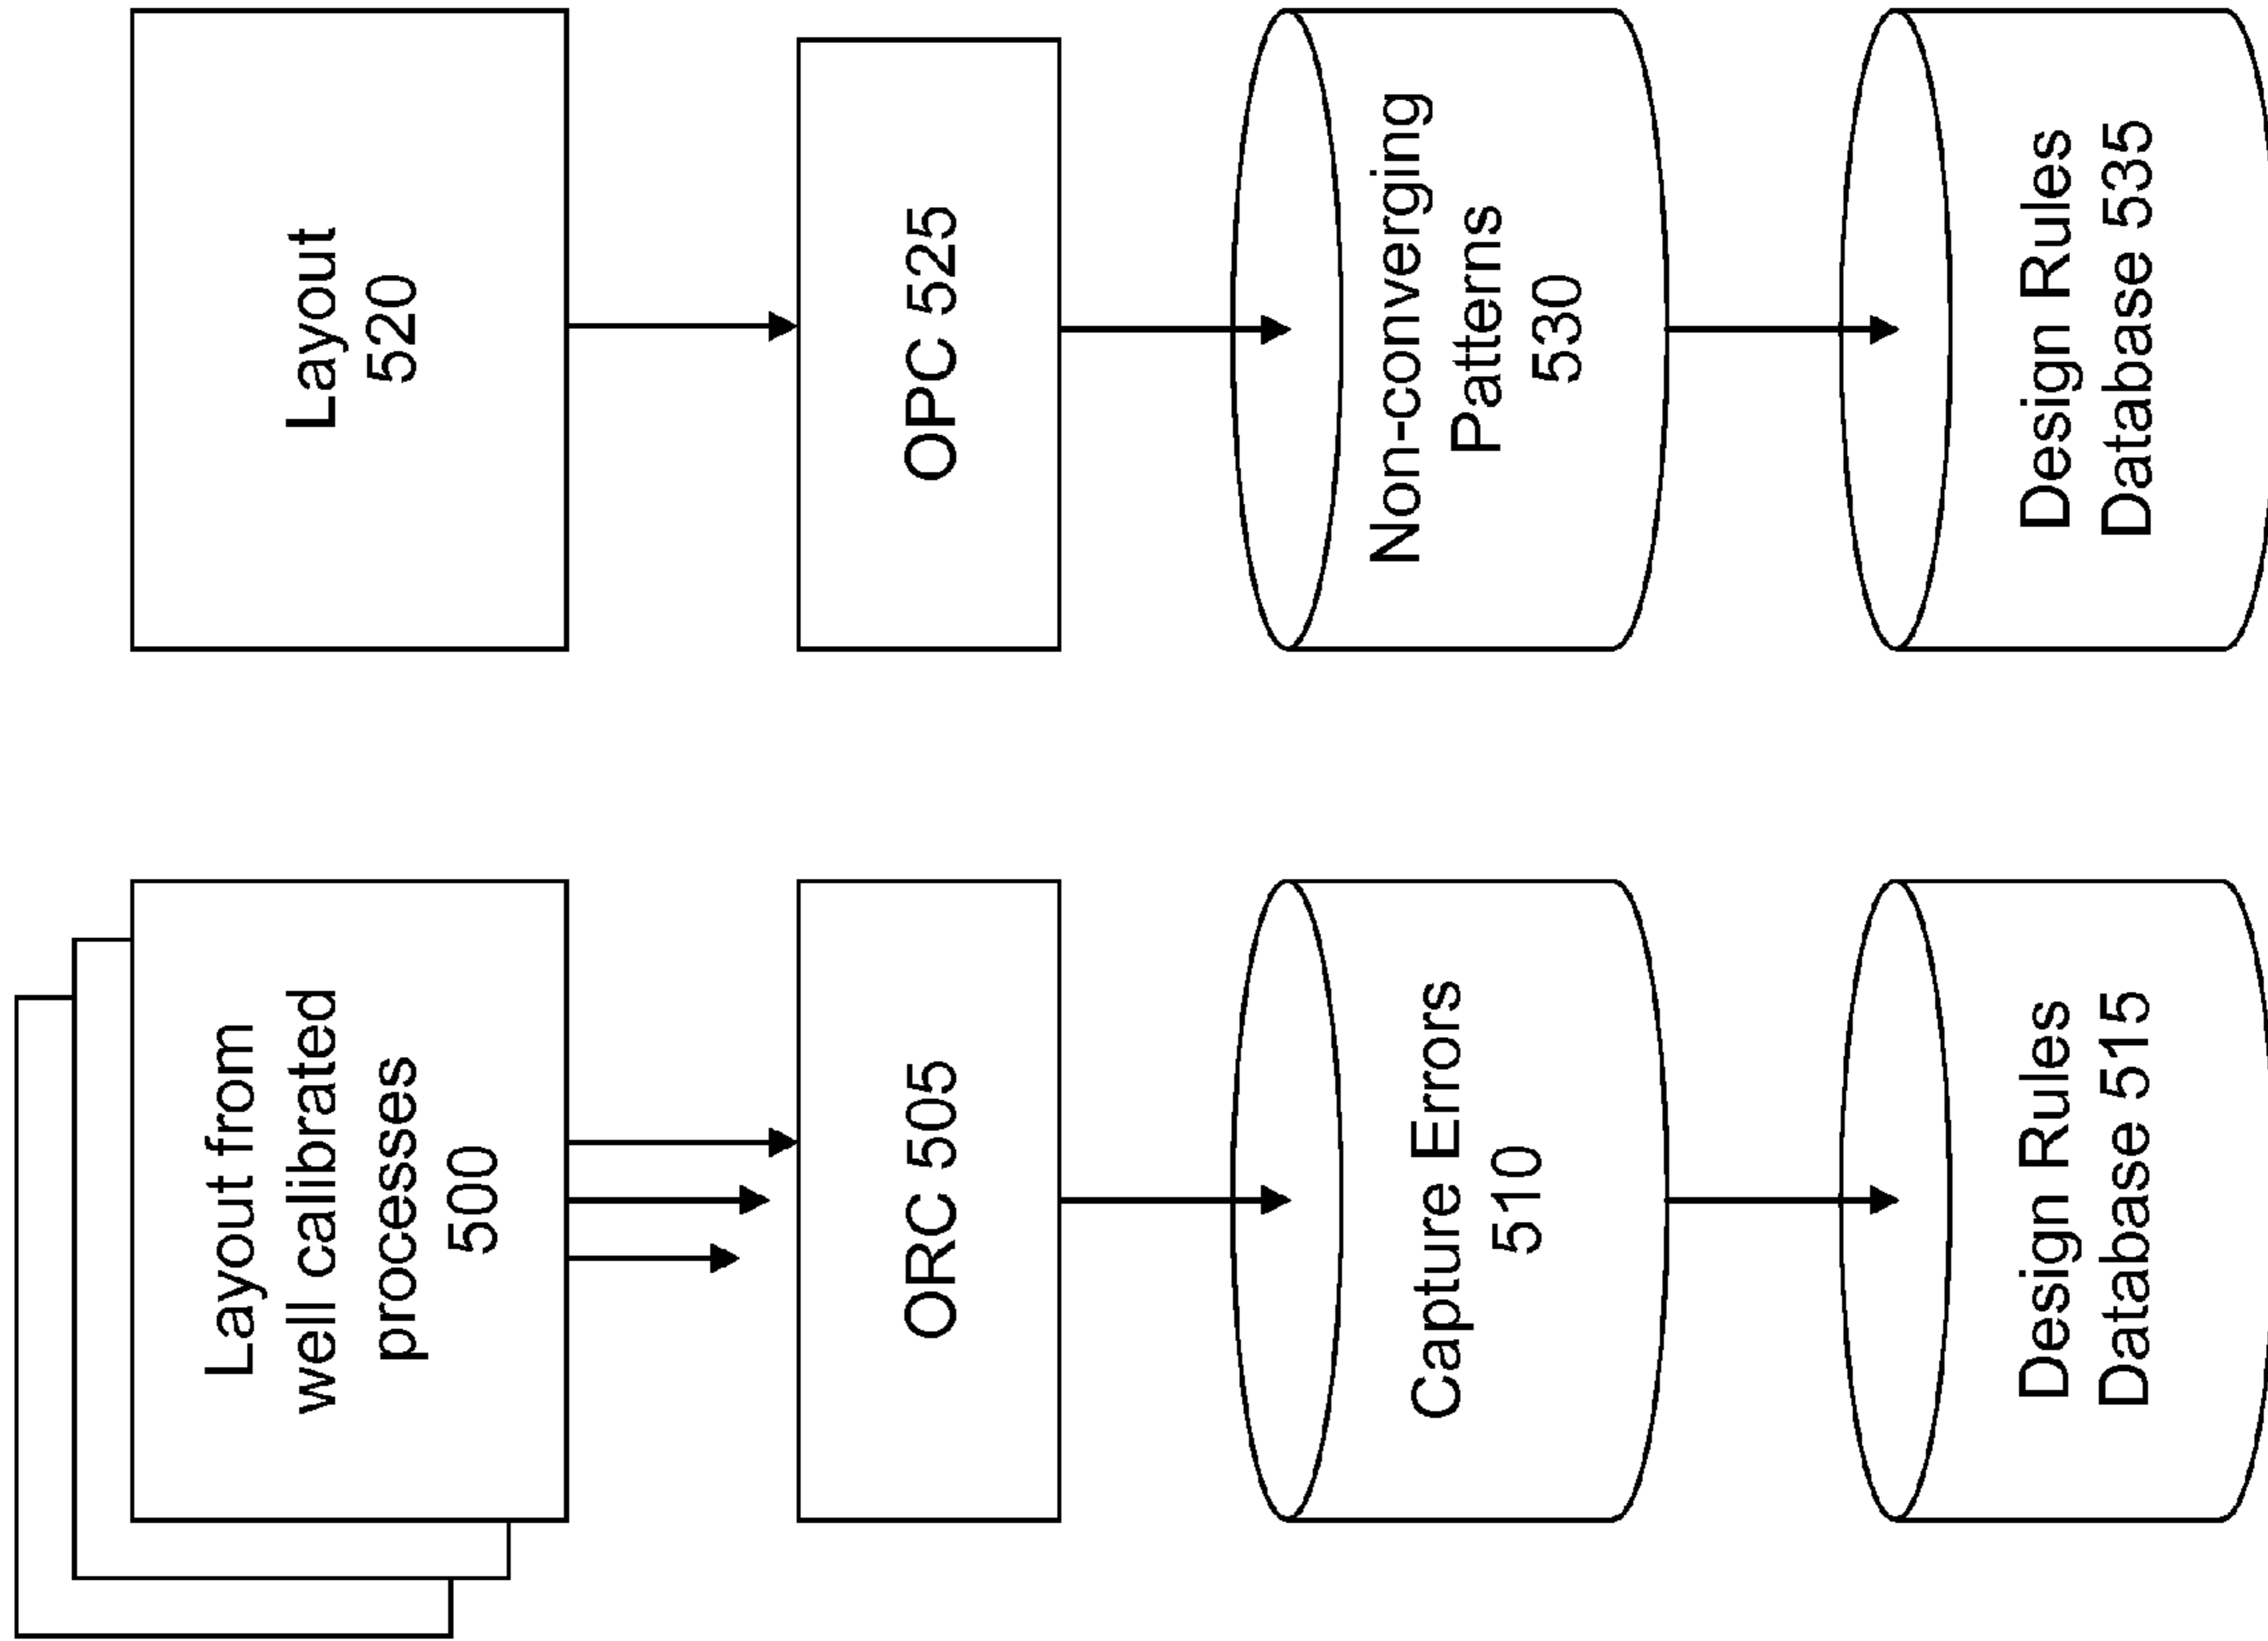 Layout from
well calibrated
processes
500
ORC 505
Capture Errors
510
Design Rules
Database 515
Layout
520
OPC 525
Non-converging
Patterns
530
Design Rules
Database 535